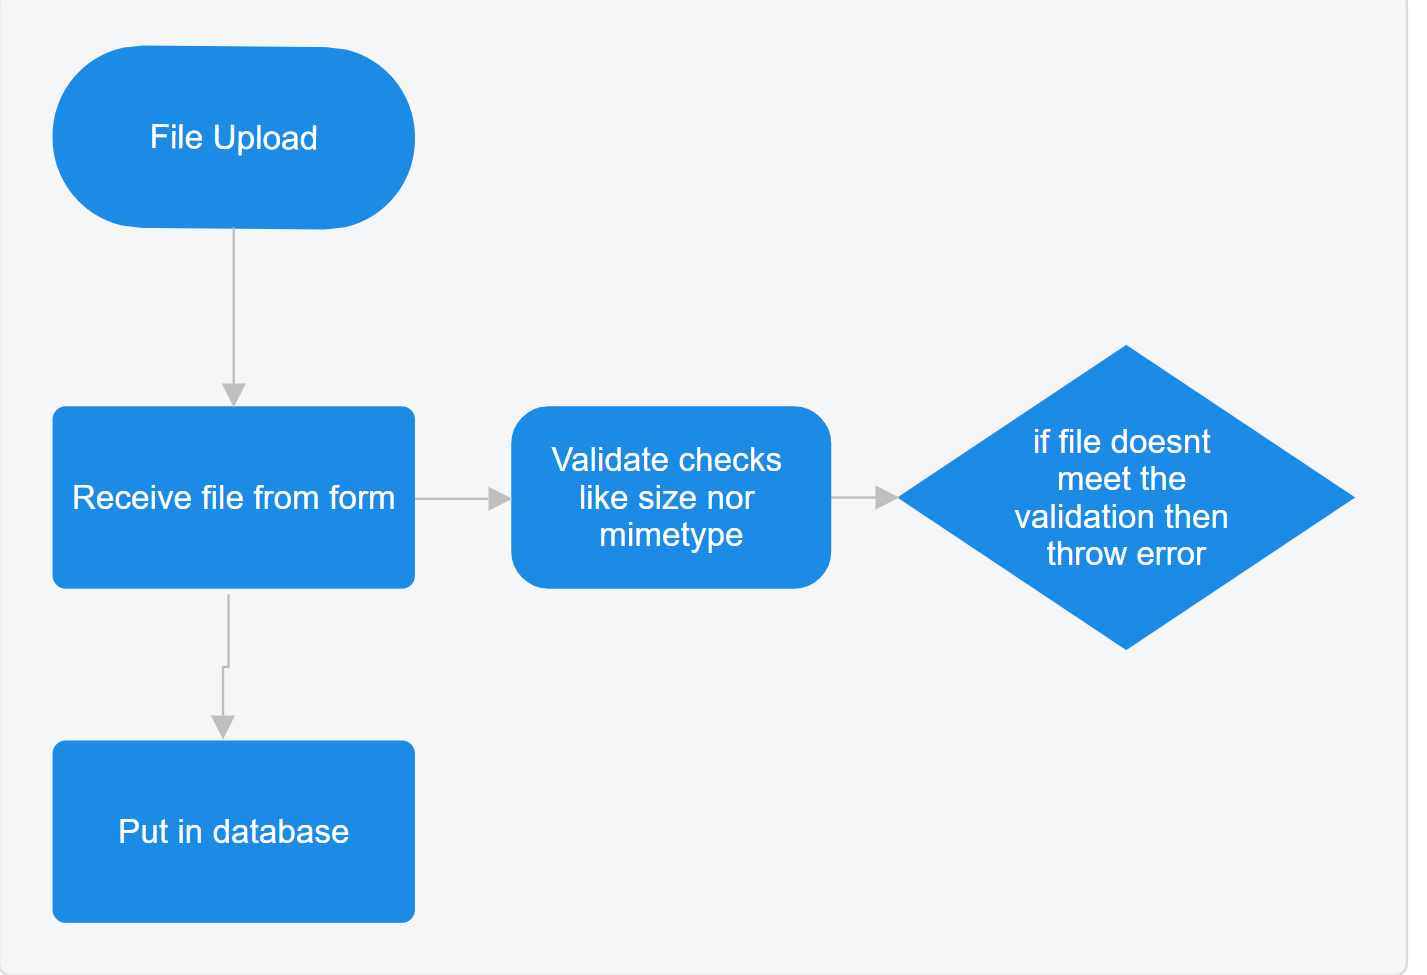 File Upload
Receive file from form
Validate checks
like size nor
mimetype
if file doesnt
meet the
validation then
throw error
Put in database